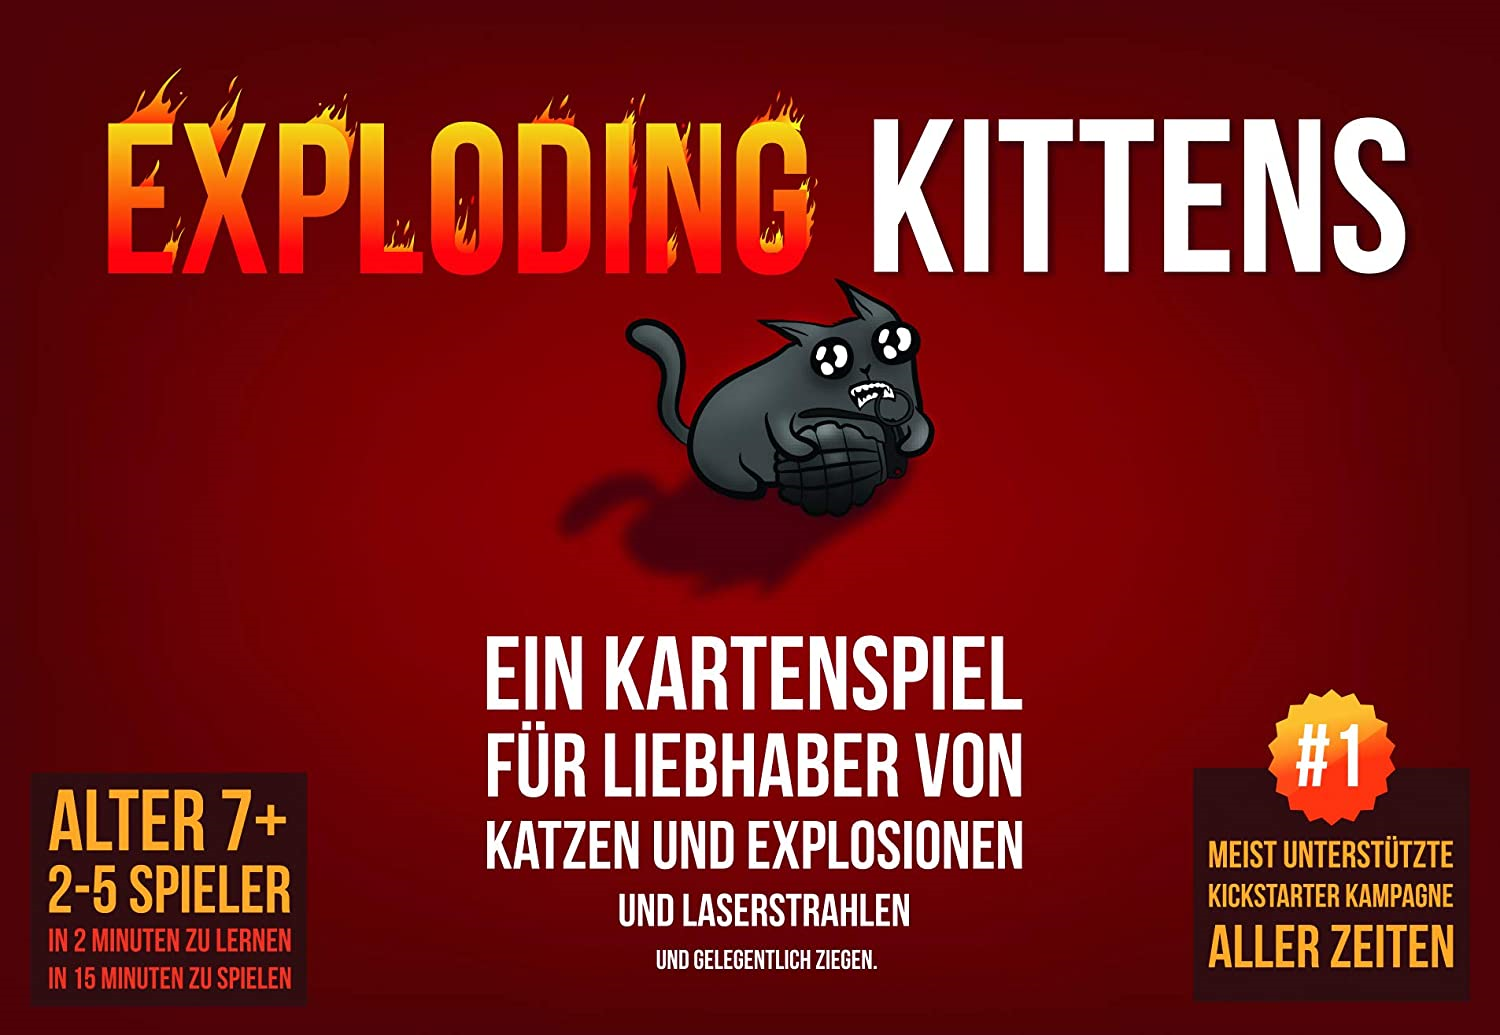 EXPLODING KITTENS
EIN KARTENSPIEL
FÜR LIEBHABER VON
KATZEN UND EXPLOSIONEN
UND LASERSTRAHLEN
UND GELEGENTLICH ZIEGEN.
ALTER 7+
2-5 SPIELER
IN 2 MINUTEN ZU LERNEN
IN 15 MINUTEN ZU SPIELEN
#1
MEIST UNTERSTÜTZTE
KICKSTARTER KAMPAGNE
ALLER ZEITEN